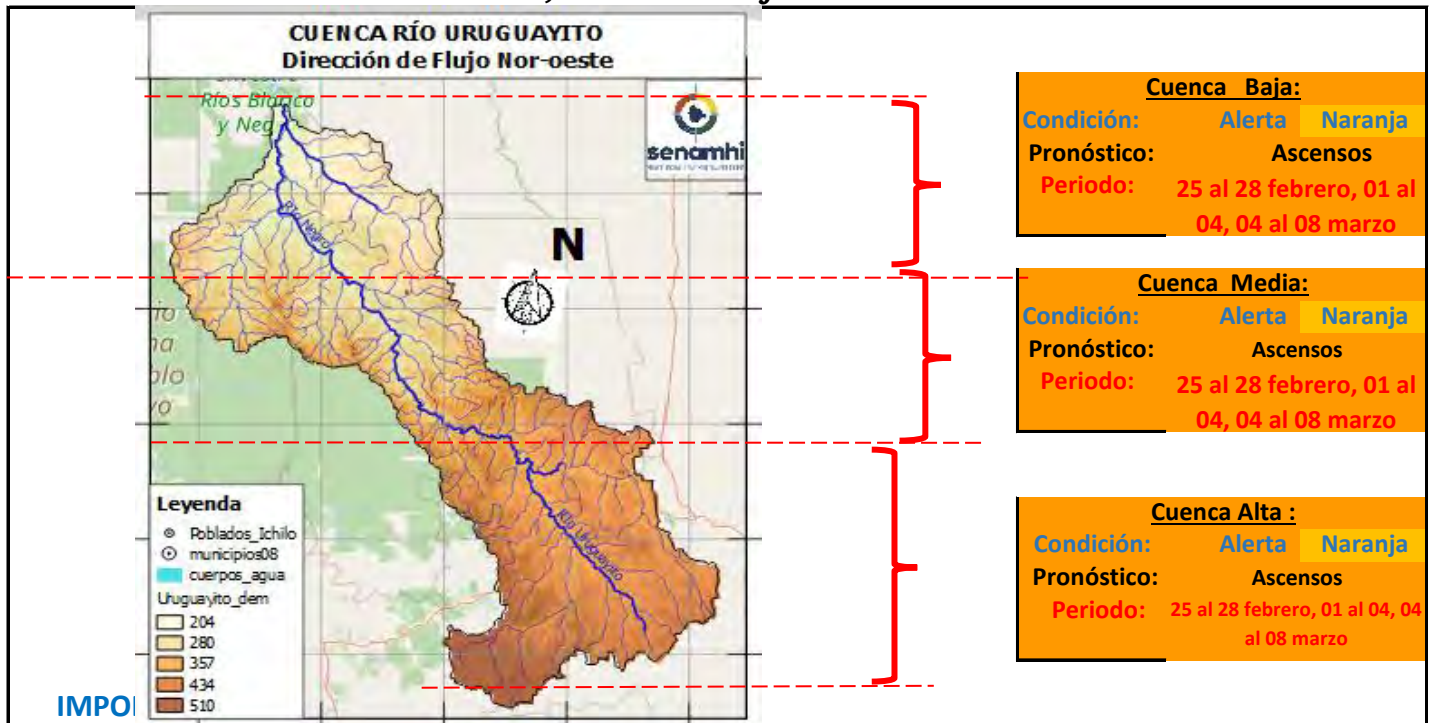 CUENCA RÍO URUGUAYITO
Dirección de Flujo Nor-oeste
Ríos Blanco
y Neg
senamhi
Río Negro
N
Río Uruguayito
Leyenda
Poblados_Ichilo
municipios08
cuerpos_agua
Uruguayito_dem
204
280
357
434
510
Cuenca Baja:
Condición: Alerta Naranja
Pronóstico: Ascensos
Periodo: 25 al 28 febrero, 01 al
04, 04 al 08 marzo
Cuenca Media:
Condición: Alerta Naranja
Pronóstico: Ascensos
Periodo: 25 al 28 febrero, 01 al
04, 04 al 08 marzo
Cuenca Alta :
Condición: Alerta Naranja
Pronóstico: Ascensos
Periodo: 25 al 28 febrero, 01 al 04, 04
al 08 marzo